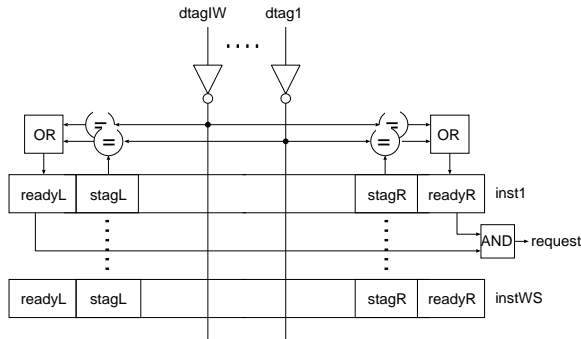 dtagIW dtag1
= =
OR = = OR
readyL stagL stagR readyR inst1
AND request
readyL stagL stagR readyR instWS